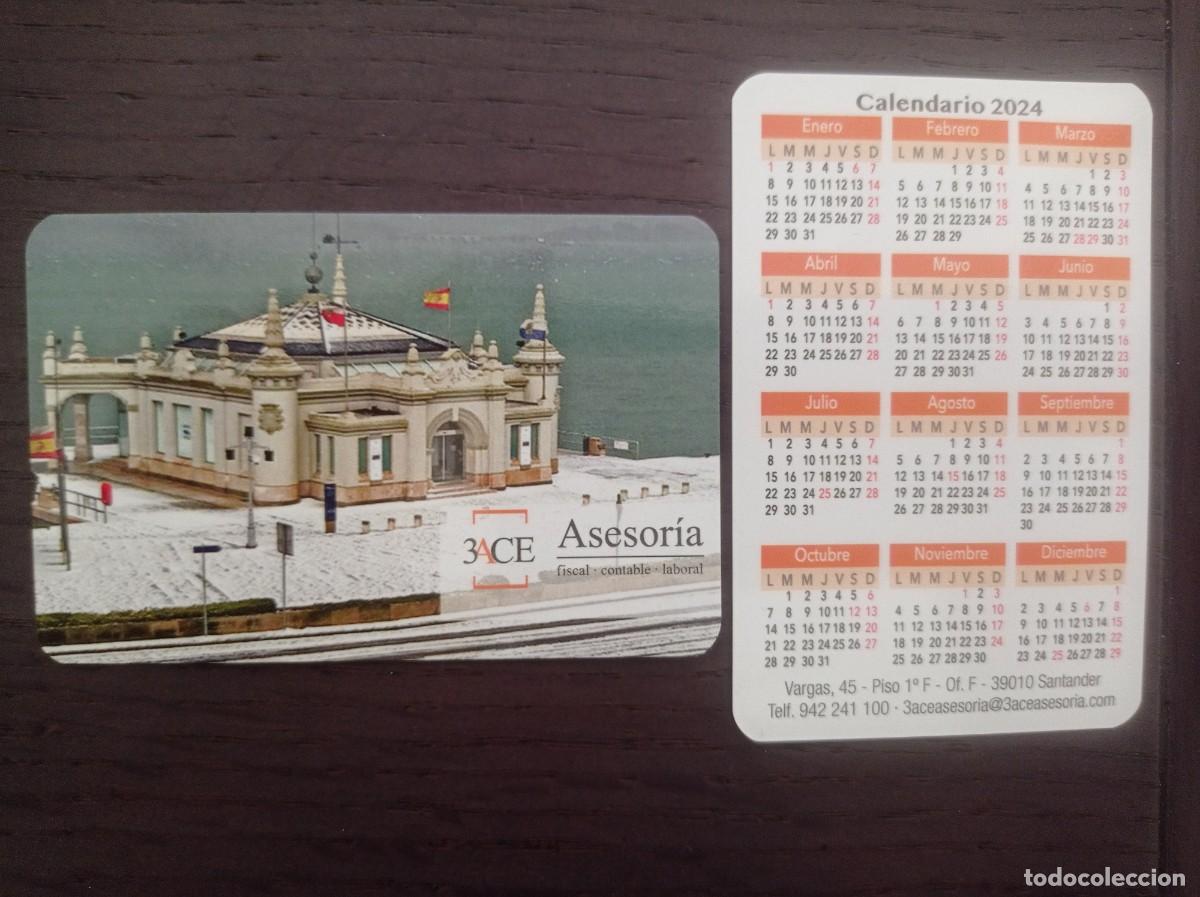 3ACE
Asesoría
fiscal · contable · laboral
Calendario 2024
Enero
L M M J V S D
1 2 3 4 5 6 7
8 9 10 11 12 13 14
15 16 17 18 19 20 21
22 23 24 25 26 27 28
29 30 31
Febrero
L M M J V S D
1 2 3 4
5 6 7 8 9 10 11
12 13 14 15 16 17 18
19 20 21 22 23 24 25
26 27 28 29
Marzo
L M M J V S D
1 2 3
4 5 6 7 8 9 10
11 12 13 14 15 16 17
18 19 20 21 22 23 24
25 26 27 28 29 30 31
Abril
L M M J V S D
1 2 3 4 5 6 7
8 9 10 11 12 13 14
15 16 17 18 19 20 21
22 23 24 25 26 27 28
29 30
Mayo
L M M J V S D
1 2 3 4 5
6 7 8 9 10 11 12
13 14 15 16 17 18 19
20 21 22 23 24 25 26
27 28 29 30 31
Junio
L M M J V S D
1 2
3 4 5 6 7 8 9
10 11 12 13 14 15 16
17 18 19 20 21 22 23
24 25 26 27 28 29 30
Julio
L M M J V S D
1 2 3 4 5 6 7
8 9 10 11 12 13 14
15 16 17 18 19 20 21
22 23 24 25 26 27 28
29 30 31
Agosto
L M M J V S D
1 2 3 4
5 6 7 8 9 10 11
12 13 14 15 16 17 18
19 20 21 22 23 24 25
26 27 28 29 30 31
Septiembre
L M M J V S D
1
2 3 4 5 6 7 8
9 10 11 12 13 14 15
16 17 18 19 20 21 22
23 24 25 26 27 28 29
30
Octubre
L M M J V S D
1 2 3 4 5 6
7 8 9 10 11 12 13
14 15 16 17 18 19 20
21 22 23 24 25 26 27
28 29 30 31
Noviembre
L M M J V S D
1 2 3
4 5 6 7 8 9 10
11 12 13 14 15 16 17
18 19 20 21 22 23 24
25 26 27 28 29 30
Diciembre
L M M J V S D
1
2 3 4 5 6 7 8
9 10 11 12 13 14 15
16 17 18 19 20 21 22
23 24 25 26 27 28 29
Vargas, 45 - Piso 1º F - Of. F - 39010 Santander
Telf. 942 241 100 · 3aceasesoria@3aceasesoria.com
todocoleccion